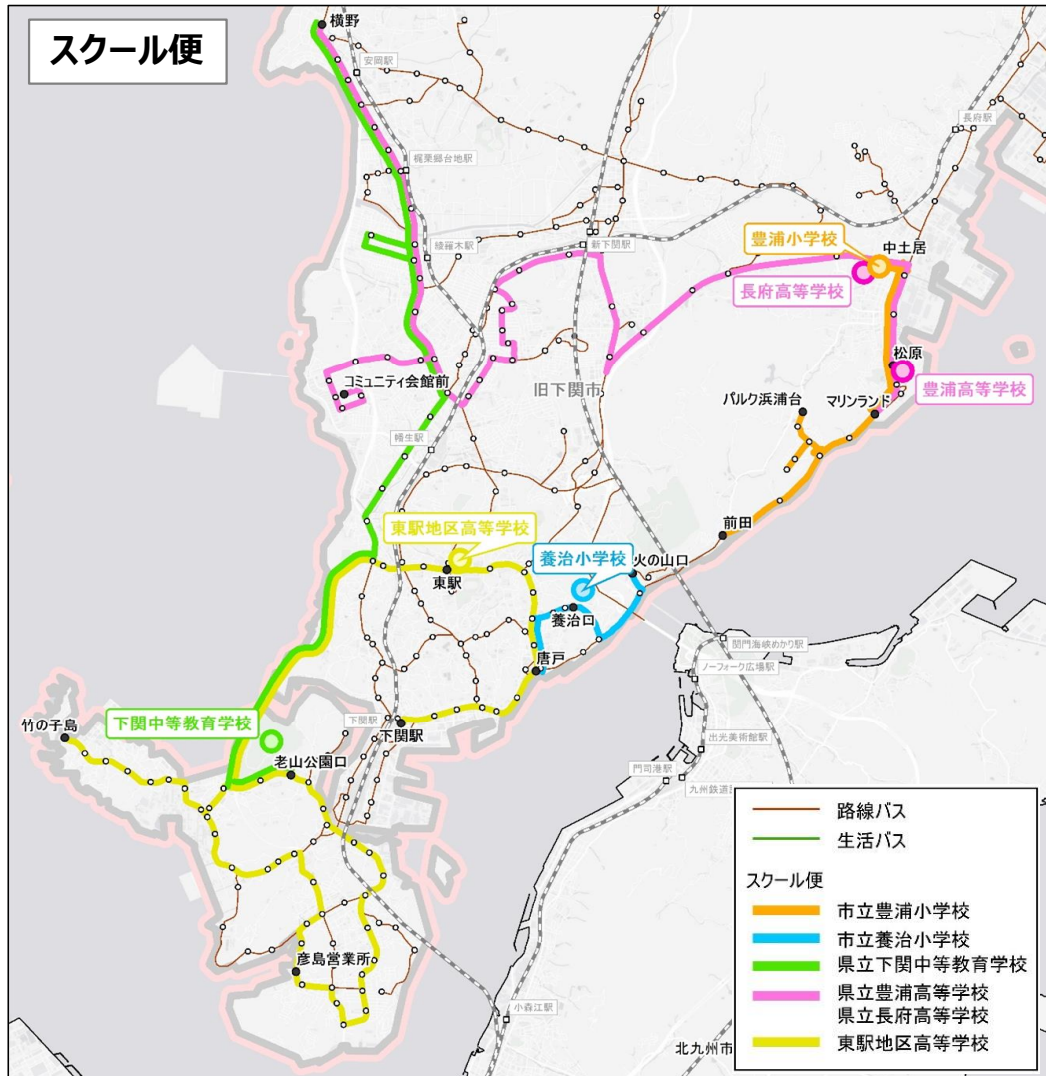 スクール便
横野
安岡駅
長府駅
梶栗郷台地駅
綾羅木駅
新下関駅
豊浦小学校
中土居
長府高等学校
松原
豊浦高等学校
コミュニティ会館前
旧下関市
パルク浜浦台
マリンランド
幡生駅
前田
東駅地区高等学校
東駅
養治小学校
火の山口
養治口
唐戸
関門海峡めかり駅
ノーフォーク広場駅
竹の子島
下関中等教育学校
下関駅
下関駅
老山公園口
出光美術館駅
門司港駅
九州鉄道
彦島営業所
小森江駅
北九州市
路線バス
生活バス
スクール便
市立豊浦小学校
市立養治小学校
県立下関中等教育学校
県立豊浦高等学校
県立長府高等学校
東駅地区高等学校